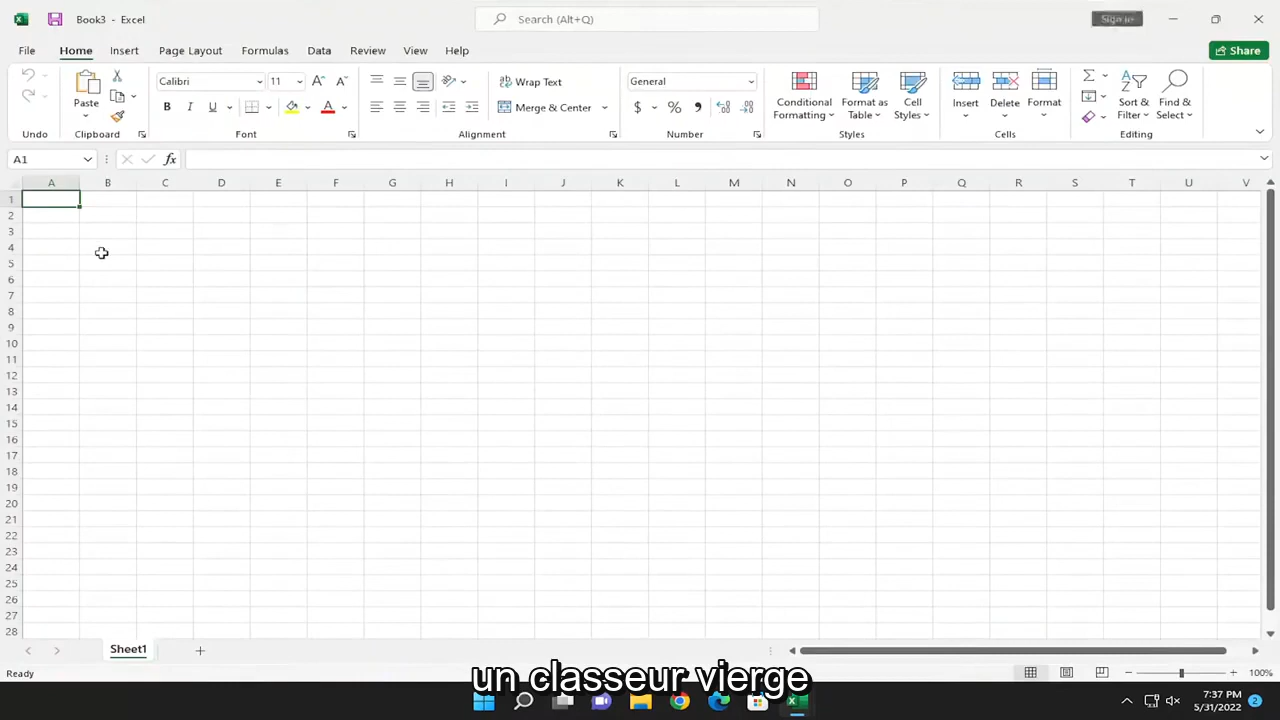 Book3 - Excel
Search (Alt+Q)
Sign in
File Home Insert Page Layout Formulas Data Review View Help
Share
Calibri 11
Wrap Text
General
Paste
B I U
Merge & Center
$ % 9
Conditional Formatting
Format as Table
Cell Styles
Insert
Delete
Format
Sort & Filter
Find & Select
Undo Clipboard Font Alignment Number Styles Cells Editing
A1
fx
A B C D E F G H I J K L M N O P Q R S T U V
1
2
3
4
5
6
7
8
9
10
11
12
13
14
15
16
17
18
19
20
21
22
23
24
25
26
27
28
Sheet1
Ready
100%
un classeur vierge
7:37 PM
5/31/2022
2